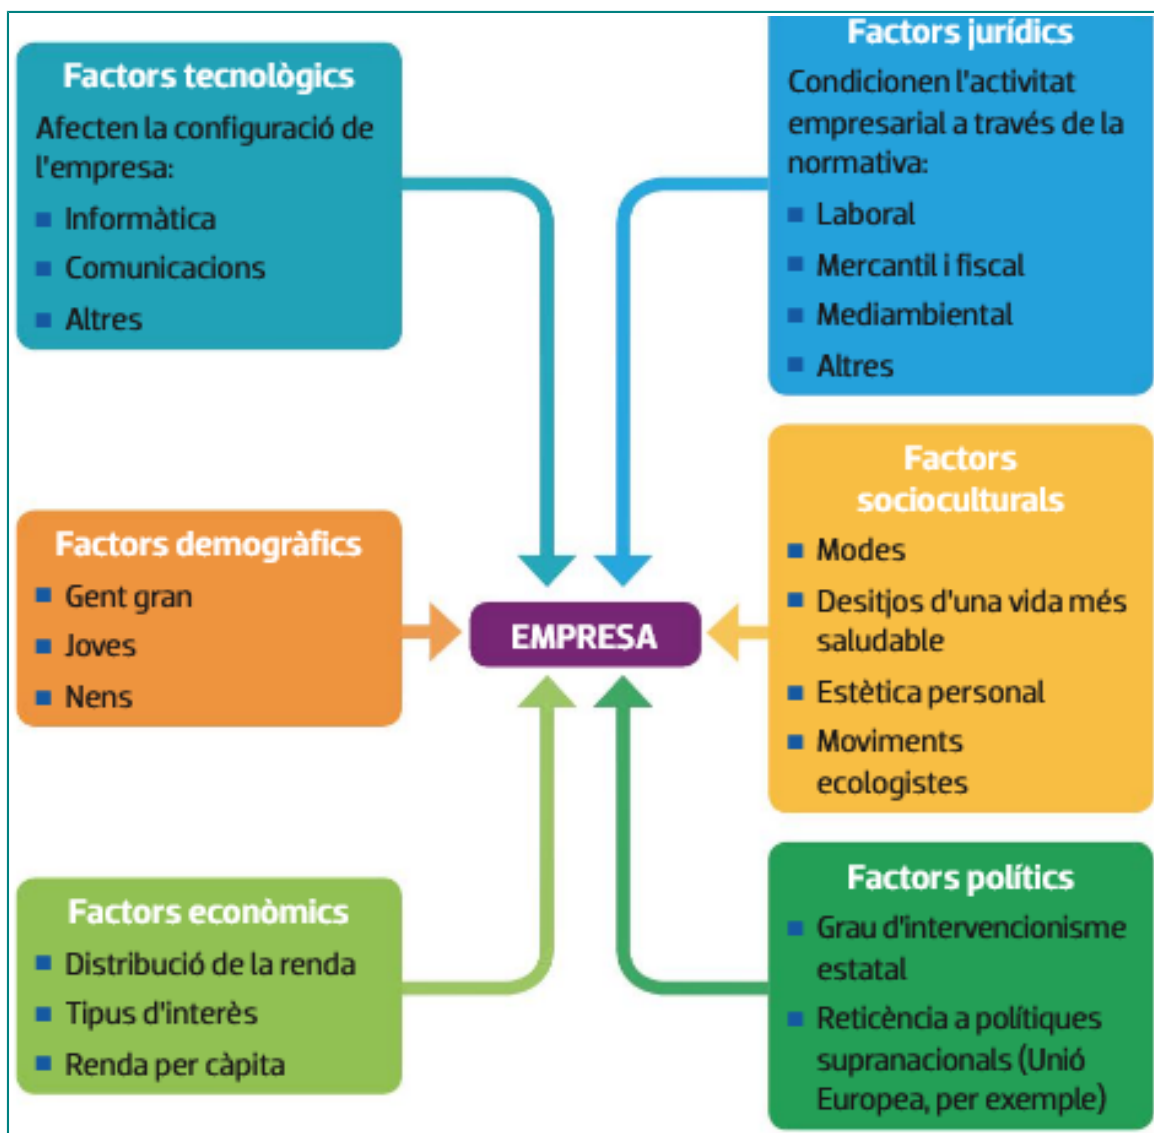 Factors tecnològics
Afecten la configuració de
l'empresa:
Informàtica
Comunicacions
Altres
Factors jurídics
Condicionen l'activitat
empresarial a través de la
normativa:
Laboral
Mercantil i fiscal
Mediambiental
Altres
Factors demogràfics
Gent gran
Joves
Nens
EMPRESA
Factors
socioculturals
Modes
Desitjos d'una vida més
saludable
Estètica personal
Moviments
ecologistes
Factors econòmics
Distribució de la renda
Tipus d'interès
Renda per càpita
Factors polítics
Grau d'intervencionisme
estatal
Reticència a polítiques
supranacionals (Unió
Europea, per exemple)